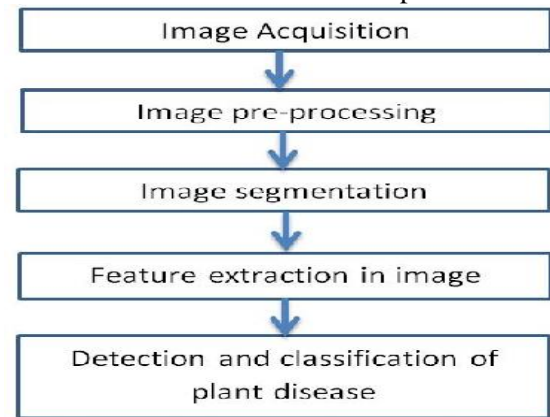 Image Acquisition
Image pre-processing
Image segmentation
Feature extraction in image
Detection and classification of
plant disease